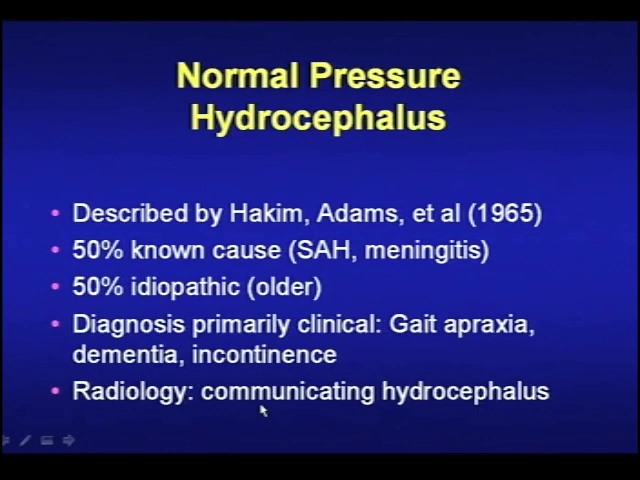 Normal Pressure
Hydrocephalus
• Described by Hakim, Adams, et al (1965)
• 50% known cause (SAH, meningitis)
• 50% idiopathic (older)
• Diagnosis primarily clinical: Gait apraxia,
dementia, incontinence
• Radiology: communicating hydrocephalus